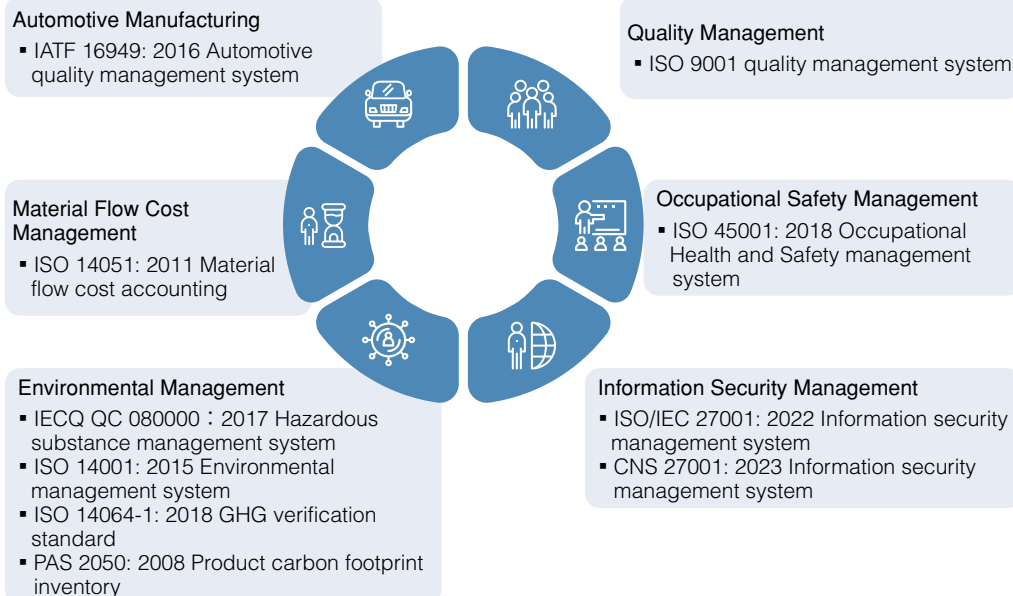 Automotive Manufacturing
▪ IATF 16949: 2016 Automotive
quality management system
Quality Management
▪ ISO 9001 quality management system
Material Flow Cost
Management
▪ ISO 14051: 2011 Material
flow cost accounting
Occupational Safety Management
▪ ISO 45001: 2018 Occupational
Health and Safety management
system
Environmental Management
▪ IECQ QC 080000：2017 Hazardous
substance management system
▪ ISO 14001: 2015 Environmental
management system
▪ ISO 14064-1: 2018 GHG verification
standard
▪ PAS 2050: 2008 Product carbon footprint
inventory
Information Security Management
▪ ISO/IEC 27001: 2022 Information security
management system
▪ CNS 27001: 2023 Information security
management system